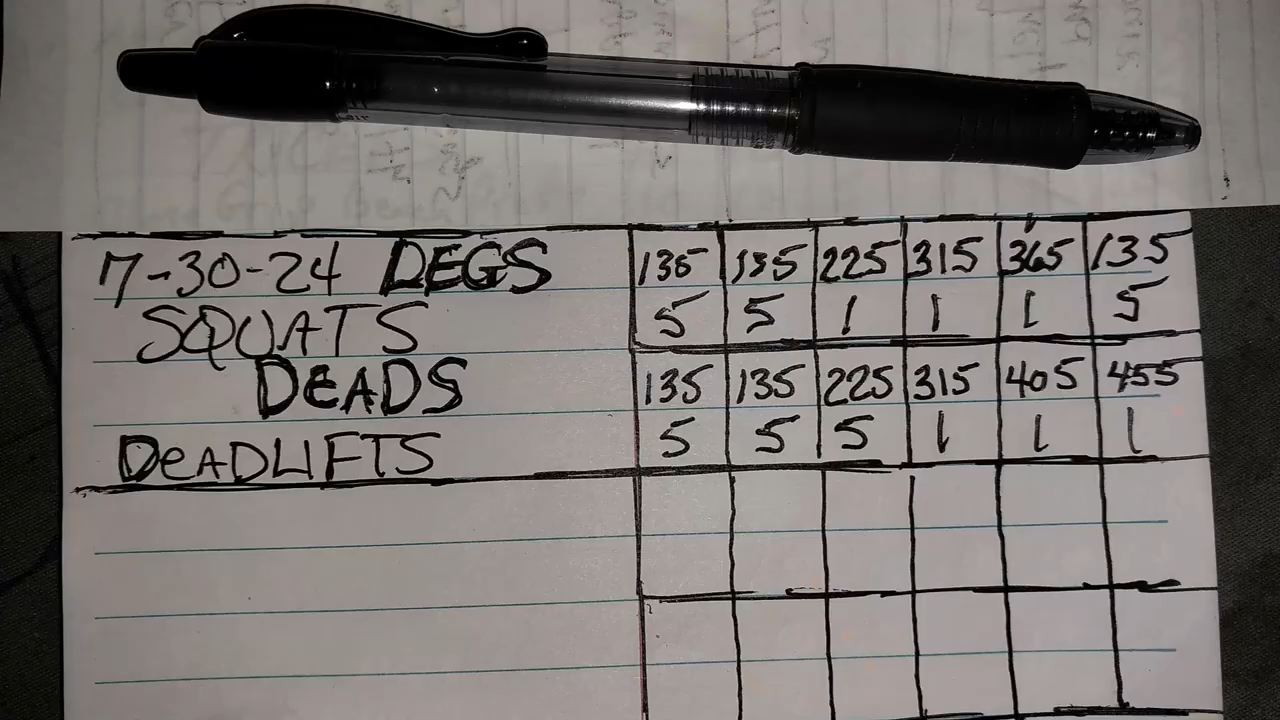 7-30-24 DEGS 135 135 225 315 365 135
SQUATS 5 5 1 1 1 5
DEADS 135 135 225 315 405 455
DEADLIFTS 5 5 5 1 1 1